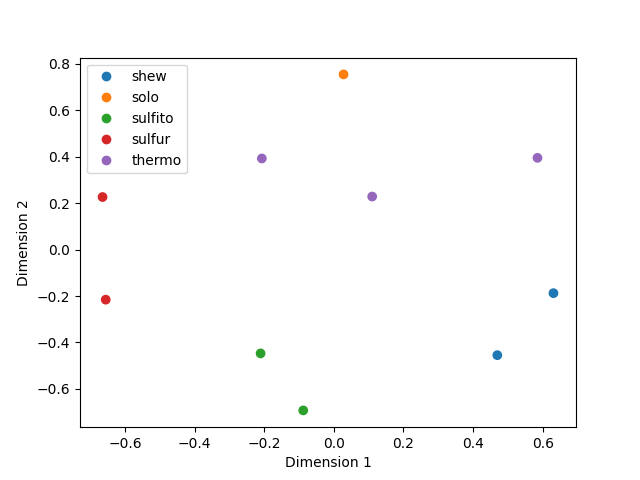 shew
solo
sulfito
sulfur
thermo
0.8
0.6
0.4
0.2
0.0
−0.2
−0.4
−0.6
Dimension 2
−0.6 −0.4 −0.2 0.0 0.2 0.4 0.6
Dimension 1